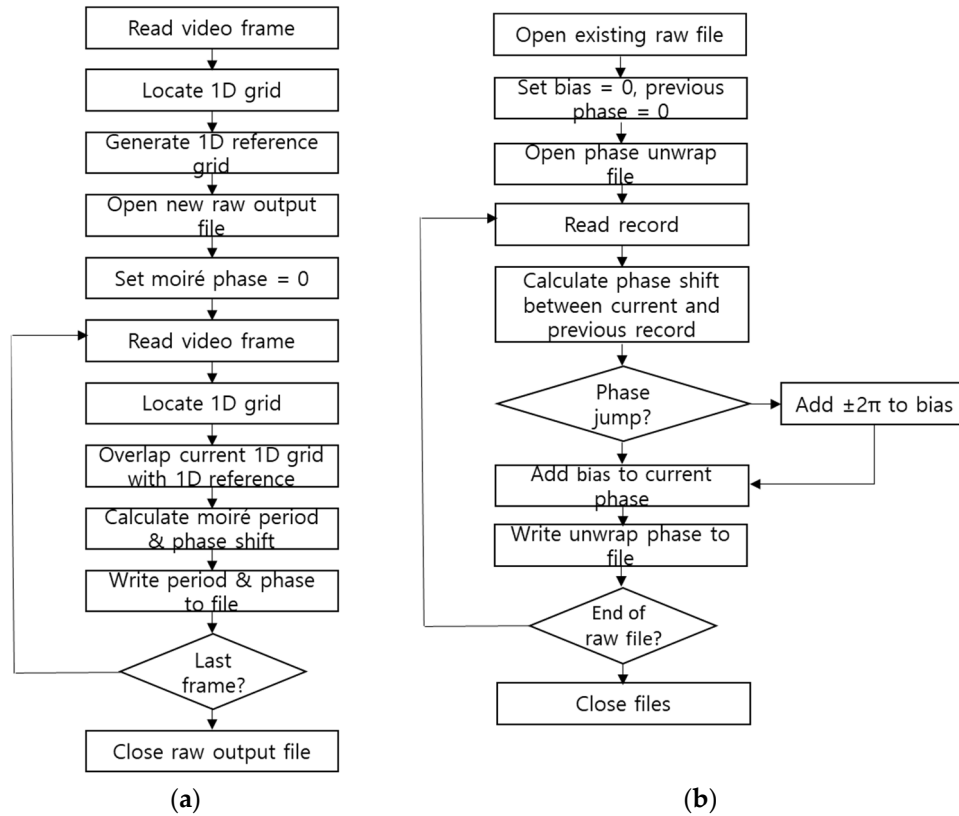 Read video frame
Locate 1D grid
Generate 1D reference
grid
Open new raw output
file
Set moiré phase = 0
Read video frame
Locate 1D grid
Overlap current 1D grid
with 1D reference
Calculate moiré period
& phase shift
Write period & phase
to file
Last
frame?
Close raw output file
(a)
Open existing raw file
Set bias = 0, previous
phase = 0
Open phase unwrap
file
Read record
Calculate phase shift
between current and
previous record
Phase
jump?
Add ±2π to bias
Add bias to current
phase
Write unwrap phase to
file
End of
raw file?
Close files
(b)